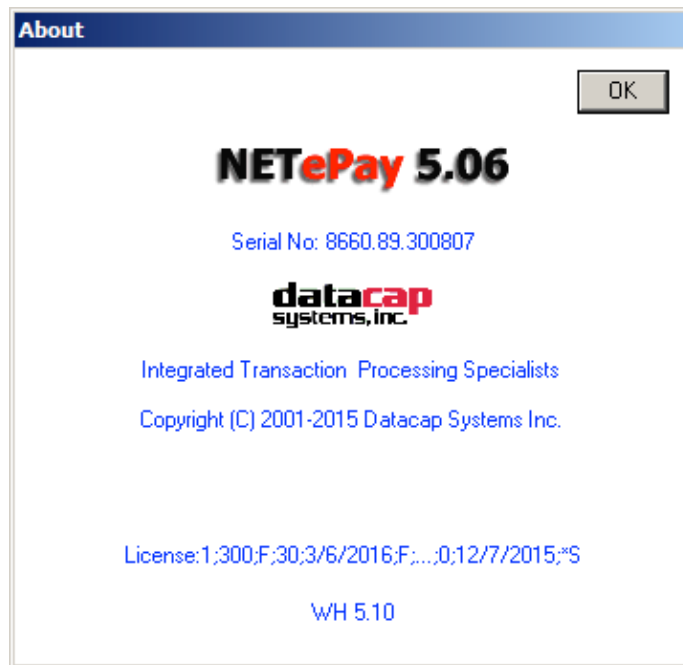 About
OK
NETePay 5.06
Serial No: 8660.89.300807
datacap
systems, inc.
Integrated Transaction  Processing Specialists
Copyright (C) 2001-2015 Datacap Systems Inc.
License:1;300;F;30;3/6/2016;F;...;0;12/7/2015;*S
WH 5.10